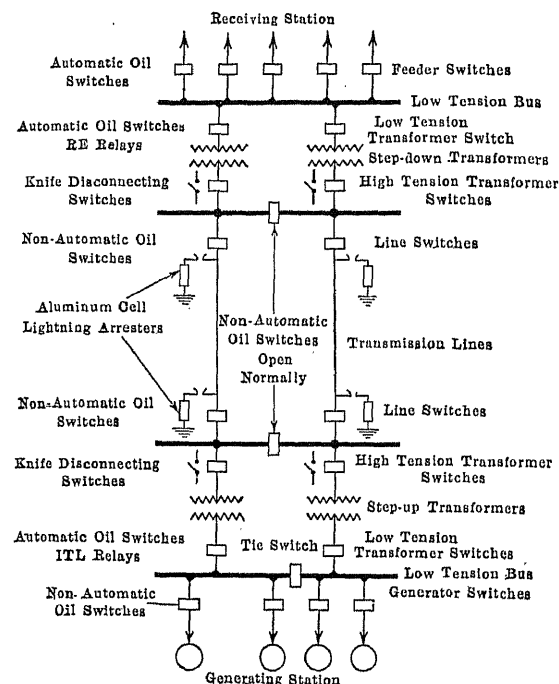 Receiving Station
Automatic Oil
Switches
Feeder Switches
Low Tension Bus
Automatic Oil Switches
RE Relays
Low Tension
Transformer Switch
Step-down Transformers
Knife Disconnecting
Switches
High Tension Transformer
Switches
Non-Automatic Oil
Switches
Line Switches
Aluminum Cell
Lightning Arresters
Non-Automatic
Oil Switches
Open
Normally
Transmission Lines
Non-Automatic Oil
Switches
Line Switches
Knife Disconnecting
Switches
High Tension Transformer
Switches
Step-up Transformers
Automatic Oil Switches
ITL Relays
Tie Switch
Low Tension
Transformer Switches
Low Tension Bus
Generator Switches
Non-Automatic
Oil Switches
Generating Station